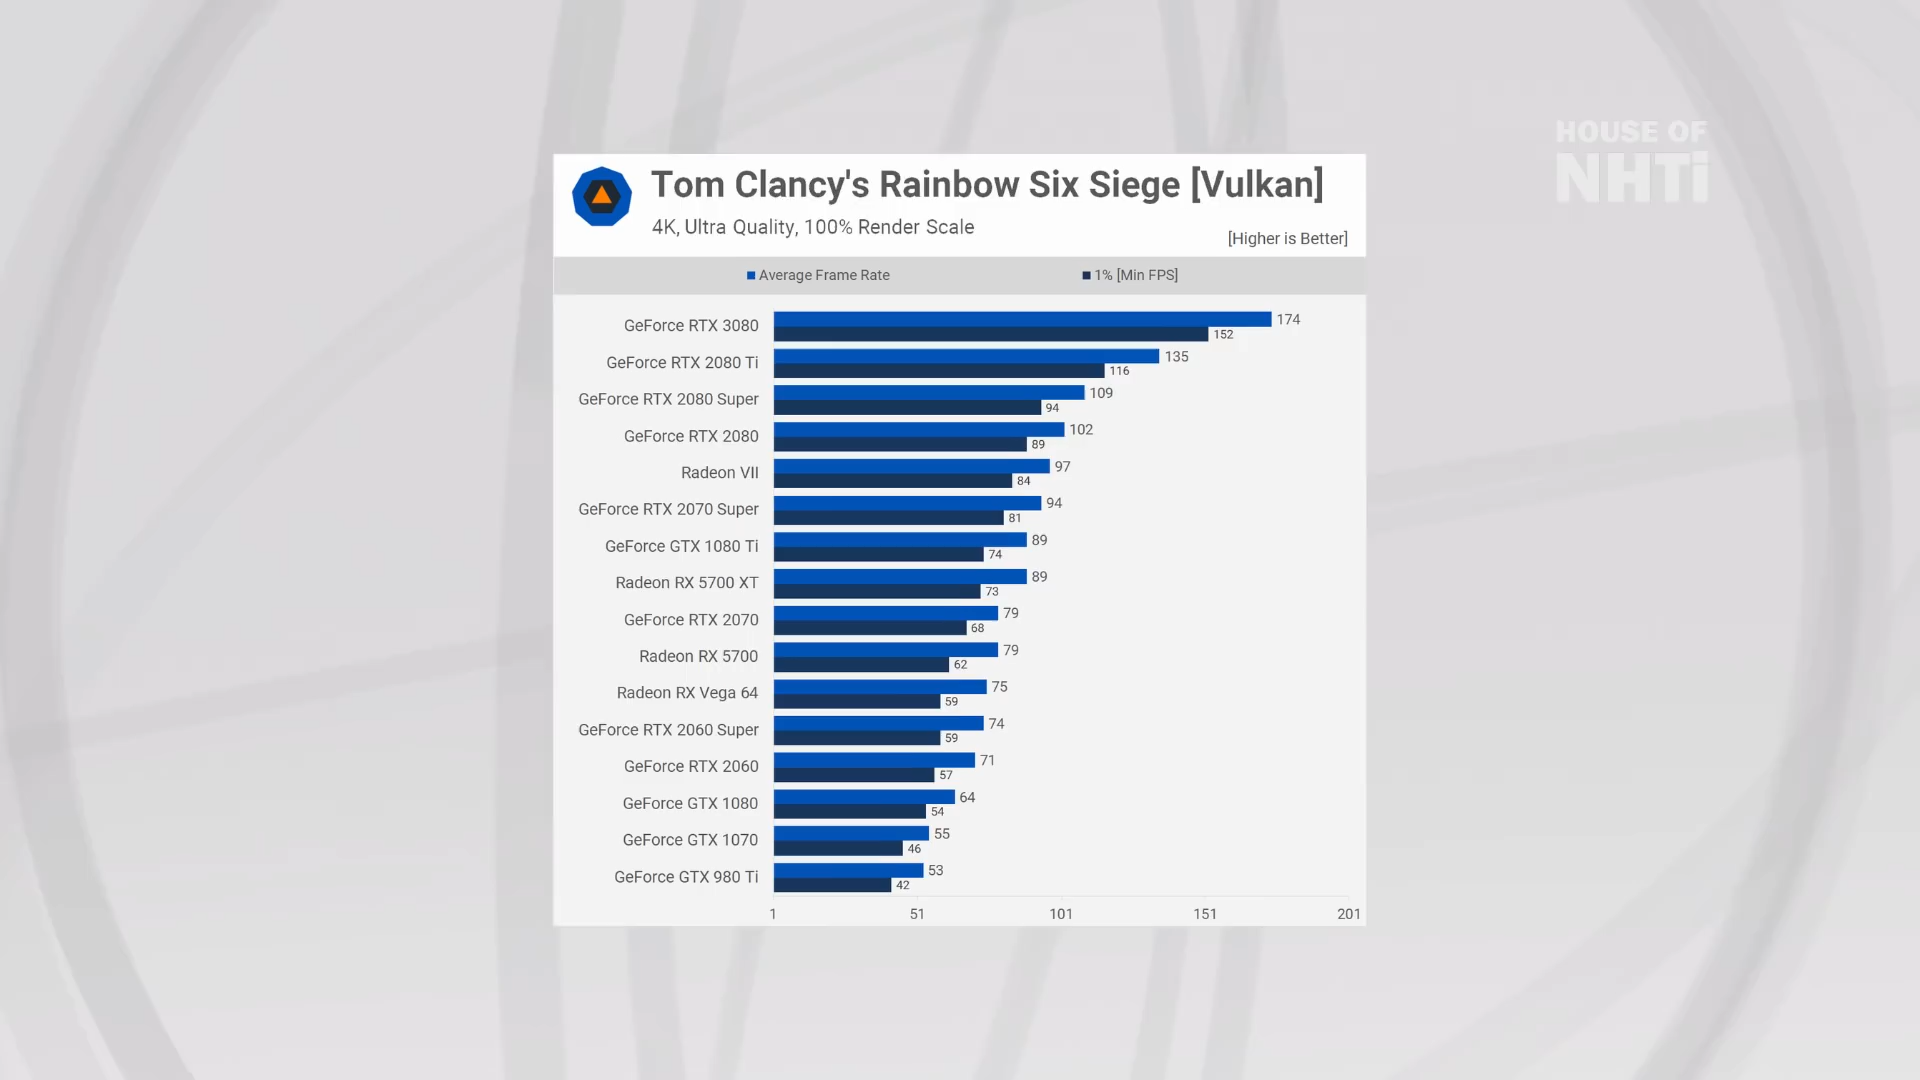 HOUSE OF
NHTi
Tom Clancy's Rainbow Six Siege [Vulkan]
4K, Ultra Quality, 100% Render Scale
[Higher is Better]
Average Frame Rate 1% [Min FPS]
GeForce RTX 3080 174
152
GeForce RTX 2080 Ti 135
116
GeForce RTX 2080 Super 109
94
GeForce RTX 2080 102
89
Radeon VII 97
84
GeForce RTX 2070 Super 94
81
GeForce GTX 1080 Ti 89
74
Radeon RX 5700 XT 89
73
GeForce RTX 2070 79
68
Radeon RX 5700 79
62
Radeon RX Vega 64 75
59
GeForce RTX 2060 Super 74
59
GeForce RTX 2060 71
57
GeForce GTX 1080 64
54
GeForce GTX 1070 55
46
GeForce GTX 980 Ti 53
42
1 51 101 151 201